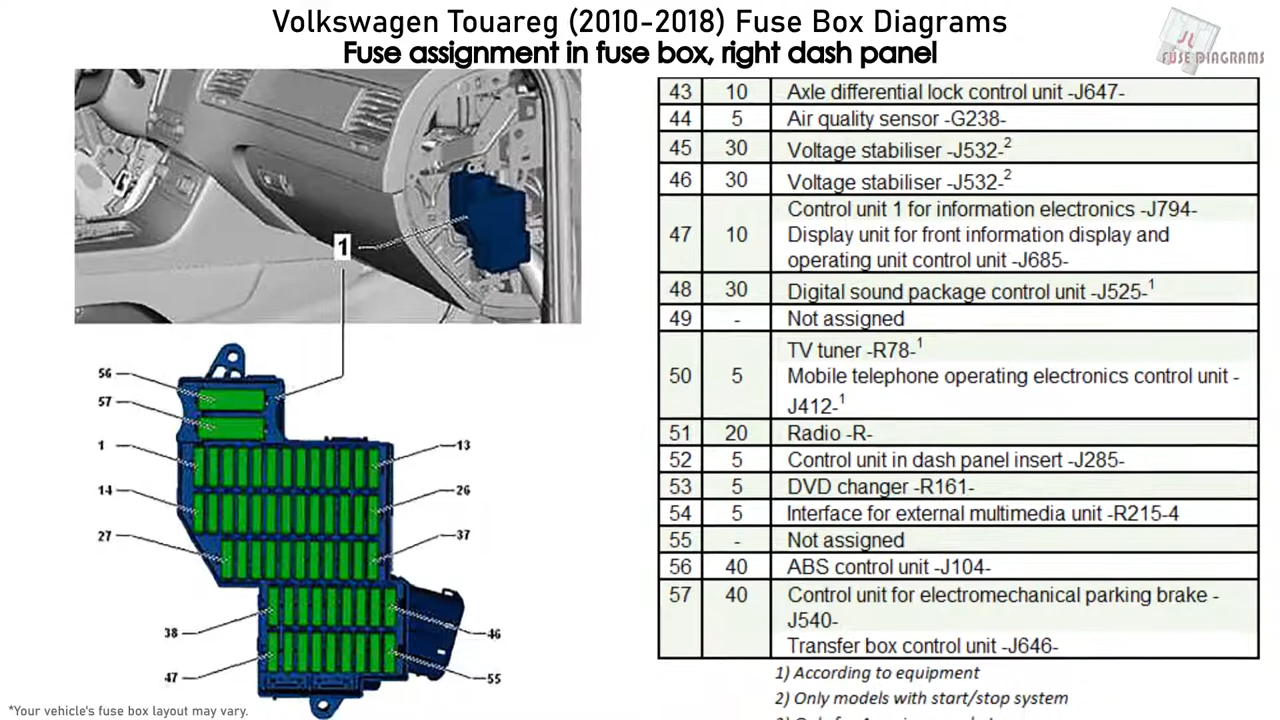 Volkswagen Touareg (2010-2018) Fuse Box Diagrams
Fuse assignment in fuse box, right dash panel
JL
FUSE DIAGRAMS
1
56
57
1
14
27
38
47
13
26
37
46
55
43 10 Axle differential lock control unit -J647-
44 5 Air quality sensor -G238-
45 30 Voltage stabiliser -J532-2
46 30 Voltage stabiliser -J532-2
47 10 Control unit 1 for information electronics -J794-
Display unit for front information display and
operating unit control unit -J685-
48 30 Digital sound package control unit -J525-1
49 - Not assigned
50 5 TV tuner -R78-1
Mobile telephone operating electronics control unit -
J412-1
51 20 Radio -R-
52 5 Control unit in dash panel insert -J285-
53 5 DVD changer -R161-
54 5 Interface for external multimedia unit -R215-4
55 - Not assigned
56 40 ABS control unit -J104-
57 40 Control unit for electromechanical parking brake -
J540-
Transfer box control unit -J646-
1) According to equipment
2) Only models with start/stop system
*Your vehicle's fuse box layout may vary.